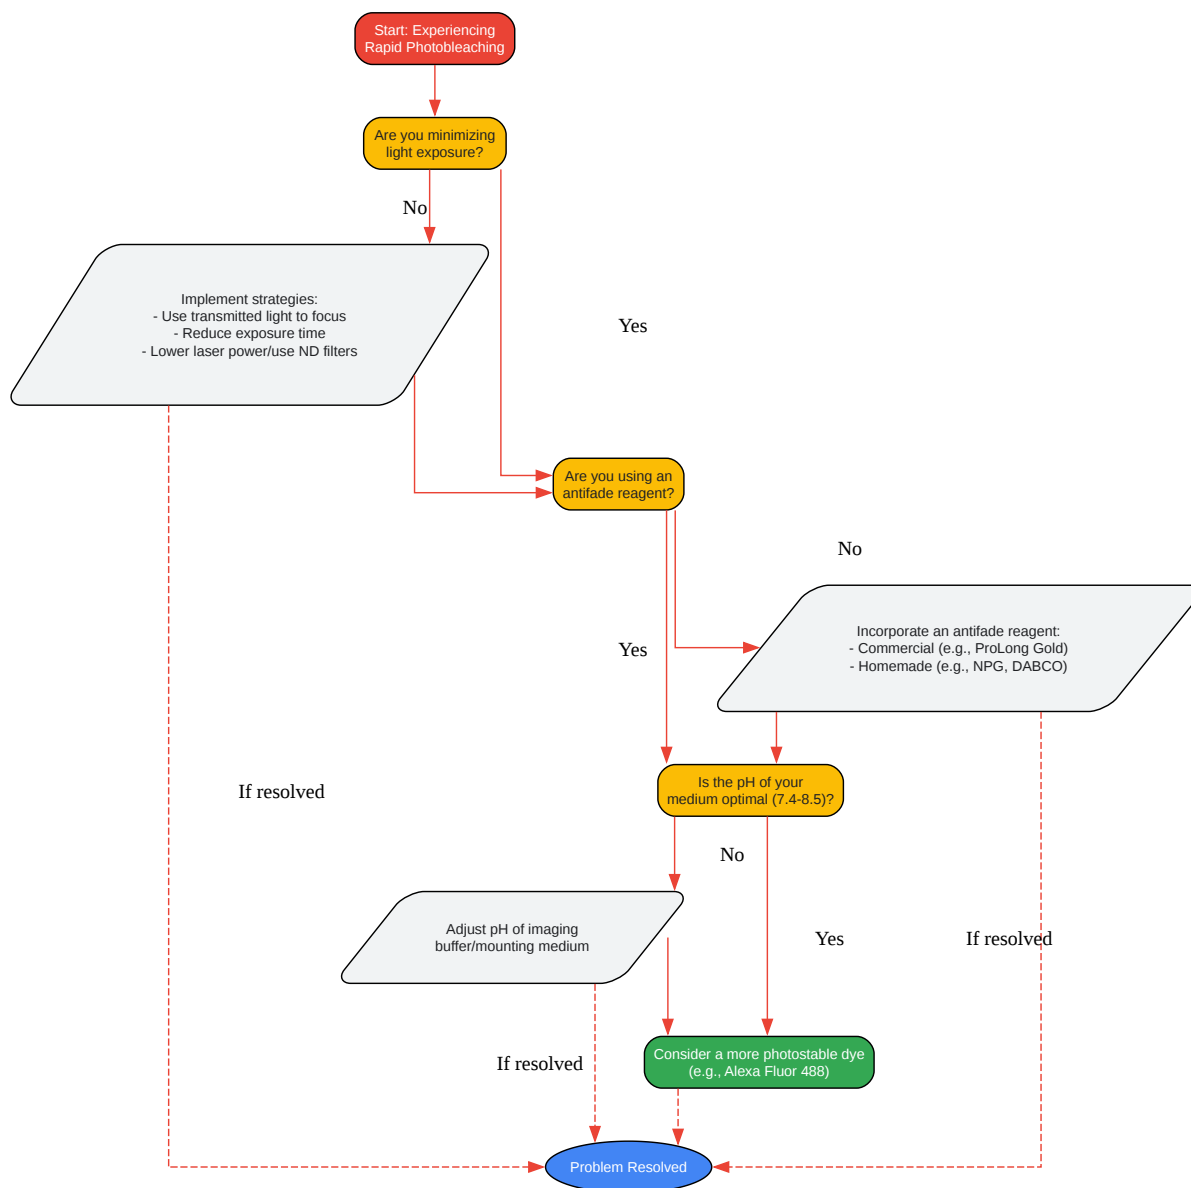 Start: Experiencing
Rapid Photobleaching
Are you minimizing
light exposure?
No
Implement strategies:
- Use transmitted light to focus
- Reduce exposure time
- Lower laser power/use ND filters
Yes
Are you using an
antifade reagent?
No
Incorporate an antifade reagent:
- Commercial (e.g., ProLong Gold)
- Homemade (e.g., NPG, DABCO)
Yes
Is the pH of your
medium optimal (7.4-8.5)?
If resolved
No
Adjust pH of imaging
buffer/mounting medium
Yes
If resolved
If resolved
Consider a more photostable dye
(e.g., Alexa Fluor 488)
Problem Resolved